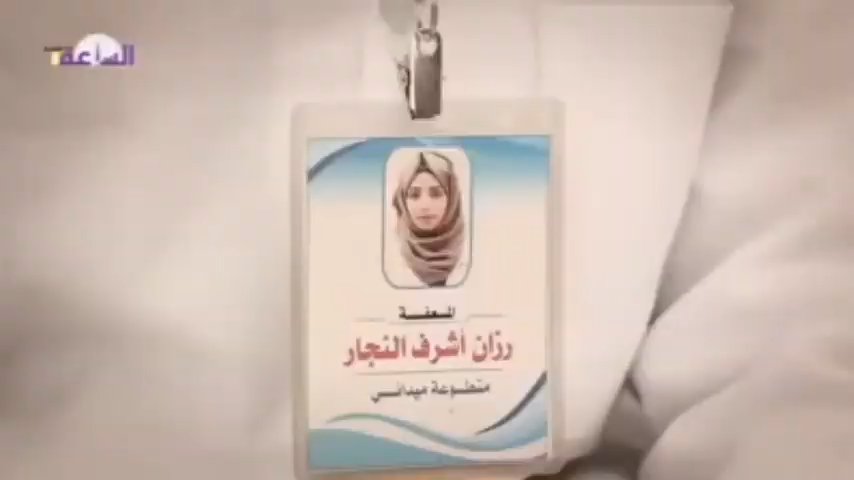 الساعة
المسعفة
رزان أشرف النجار
متطوعة ميداني